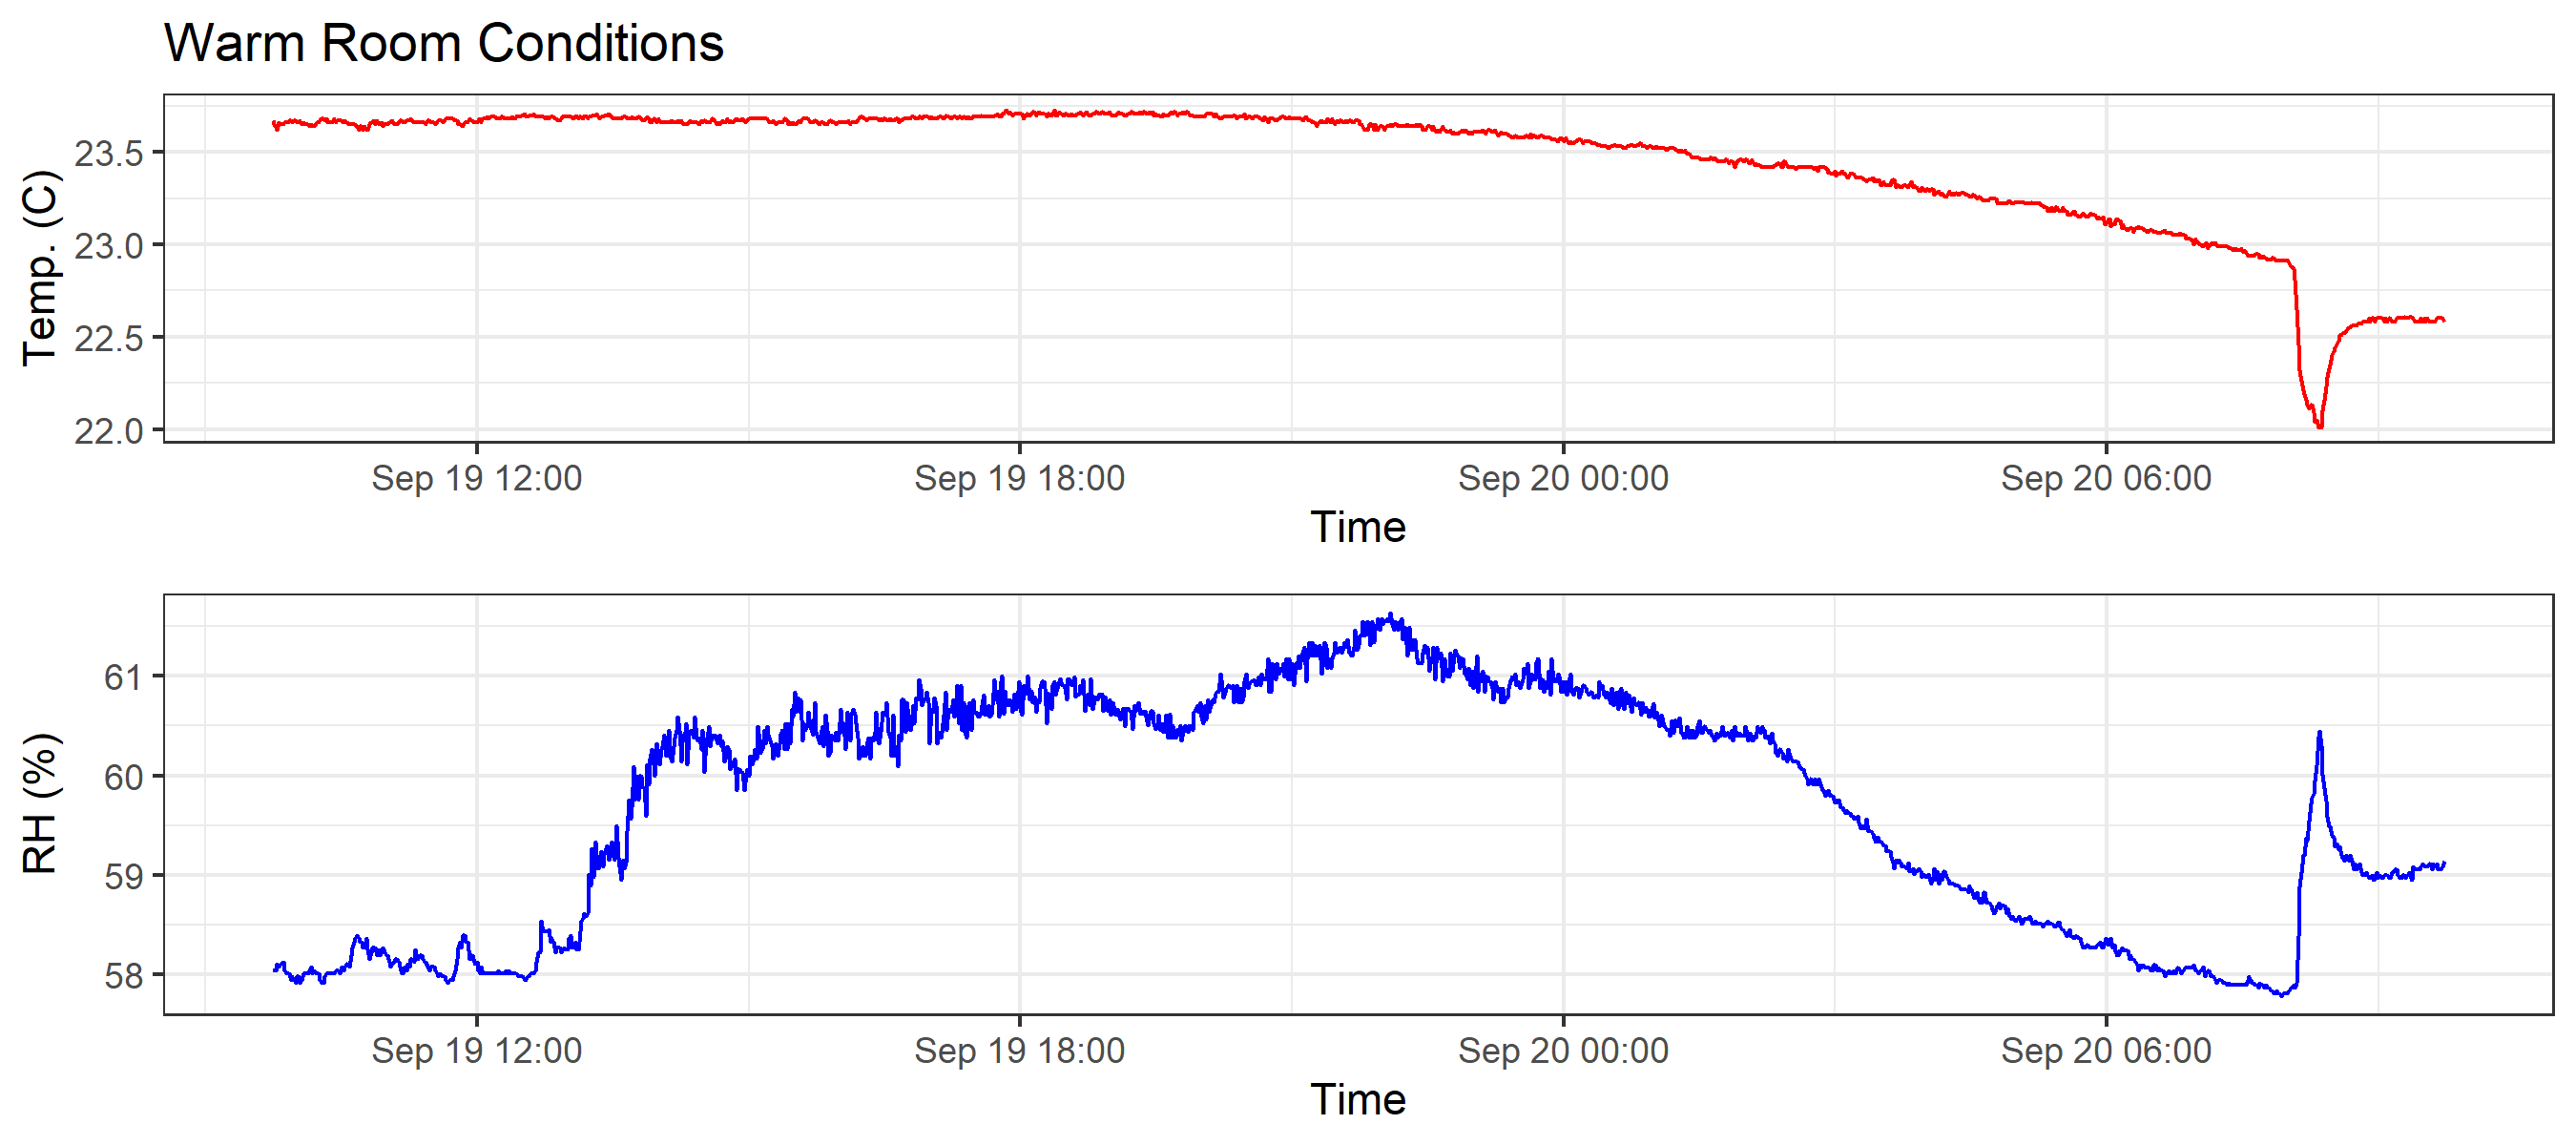 Warm Room Conditions
Temp. (C)
23.5
23.0
22.5
22.0
Sep 19 12:00 Sep 19 18:00 Sep 20 00:00 Sep 20 06:00
Time
RH (%)
61
60
59
58
Sep 19 12:00 Sep 19 18:00 Sep 20 00:00 Sep 20 06:00
Time